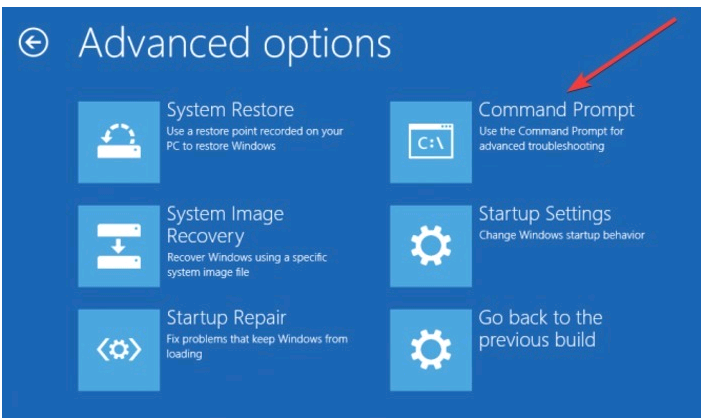 Advanced options
System Restore
Use a restore point recorded on your
PC to restore Windows
Command Prompt
Use the Command Prompt for
advanced troubleshooting
C:\
System Image
Recovery
Recover Windows using a specific
system image file
Startup Settings
Change Windows startup behavior
Startup Repair
Fix problems that keep Windows from
loading
Go back to the
previous build